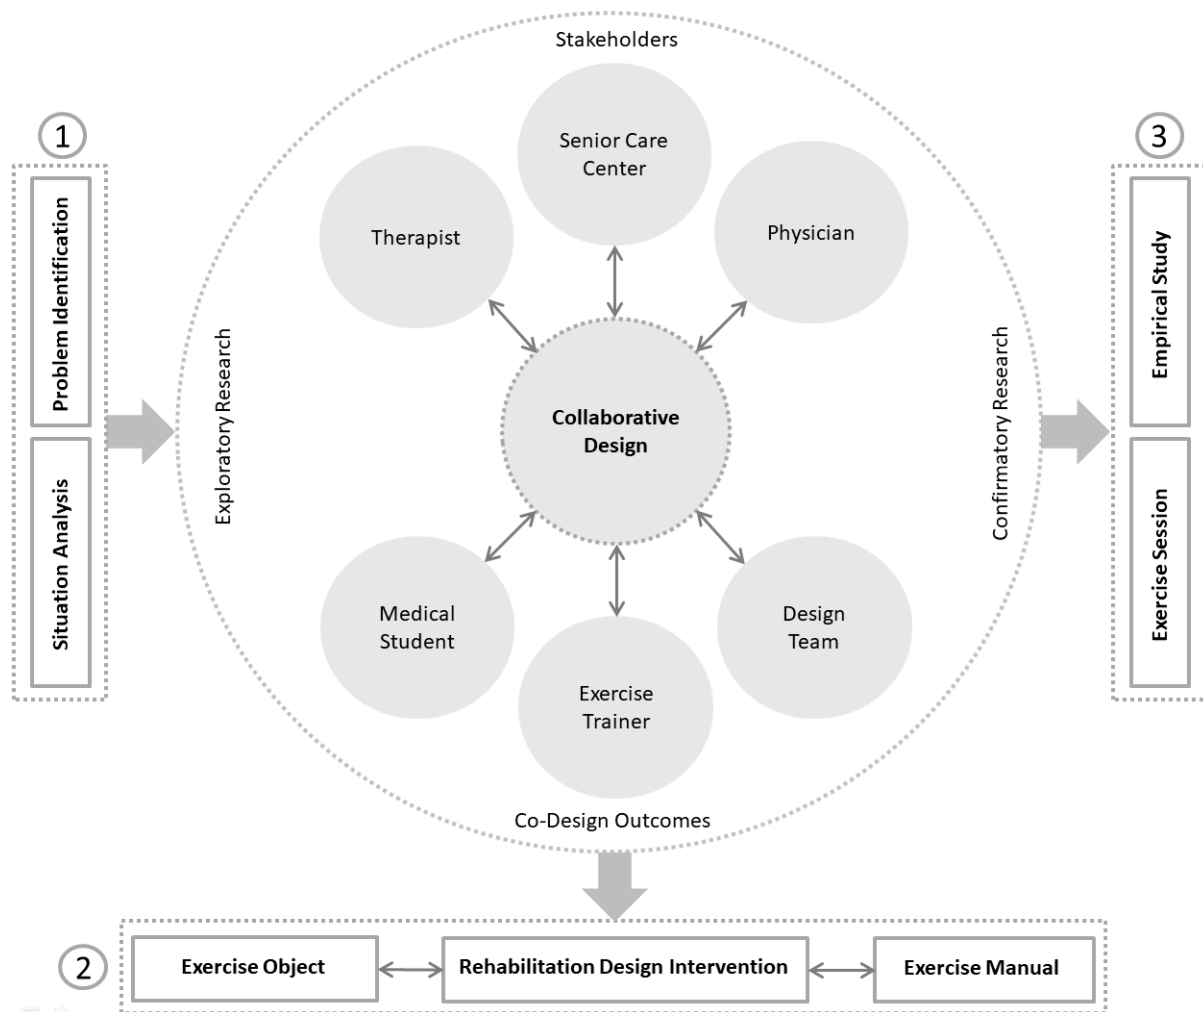 Stakeholders
1
3
Senior Care
Center
Therapist
Physician
Problem Identification
Situation Analysis
Exploratory Research
Collaborative
Design
Confirmatory Research
Empirical Study
Exercise Session
Medical
Student
Design
Team
Exercise
Trainer
Co-Design Outcomes
2
Exercise Object
Rehabilitation Design Intervention
Exercise Manual